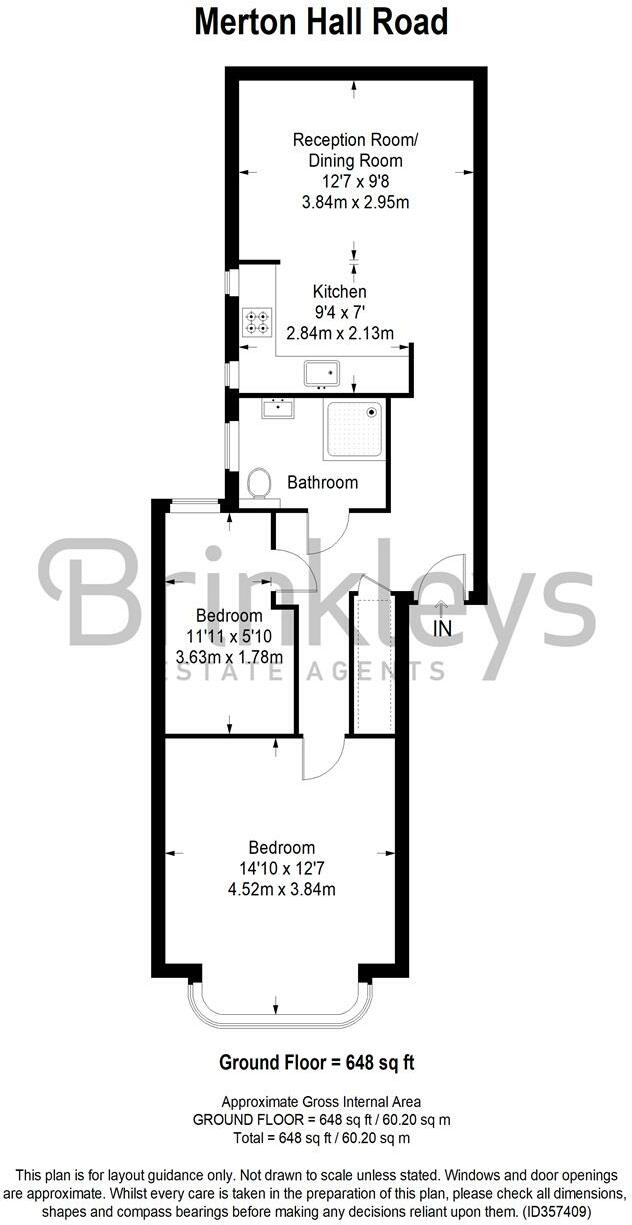 Merton Hall Road
Reception Room/
Dining Room
12'7 x 9'8
3.84m x 2.95m
Kitchen
9'4 x 7'
2.84m x 2.13m
Bathroom
Brinkleys
ESTATE AGENTS
IN
Bedroom
11'11 x 5'10
3.63m x 1.78m
Bedroom
14'10 x 12'7
4.52m x 3.84m
Ground Floor = 648 sq ft
Approximate Gross Internal Area
GROUND FLOOR = 648 sq ft / 60.20 sq m
Total = 648 sq ft / 60.20 sq m
This plan is for layout guidance only. Not drawn to scale unless stated. Windows and door openings
are approximate. Whilst every care is taken in the preparation of this plan, please check all dimensions,
shapes and compass bearings before making any decisions reliant upon them. (ID357409)